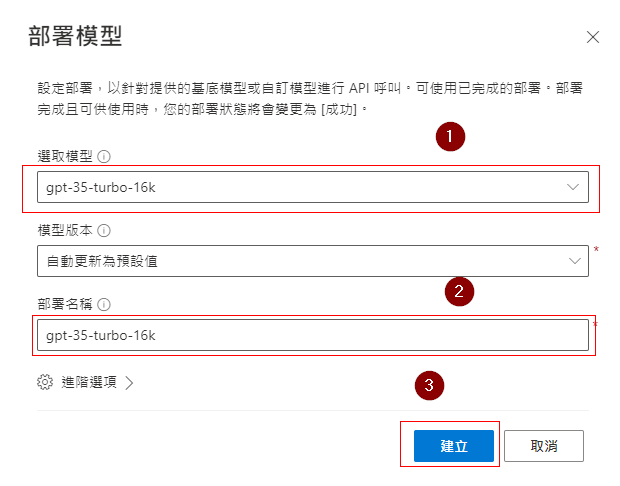 部署模型
設定部署，以針對提供的基底模型或自訂模型進行 API 呼叫。可使用已完成的部署。部署
完成且可供使用時，您的部署狀態將會變更為 [成功]。
1
選取模型
gpt-35-turbo-16k
模型版本
*
自動更新為預設值
2
部署名稱
*
gpt-35-turbo-16k
進階選項
3
建立
取消